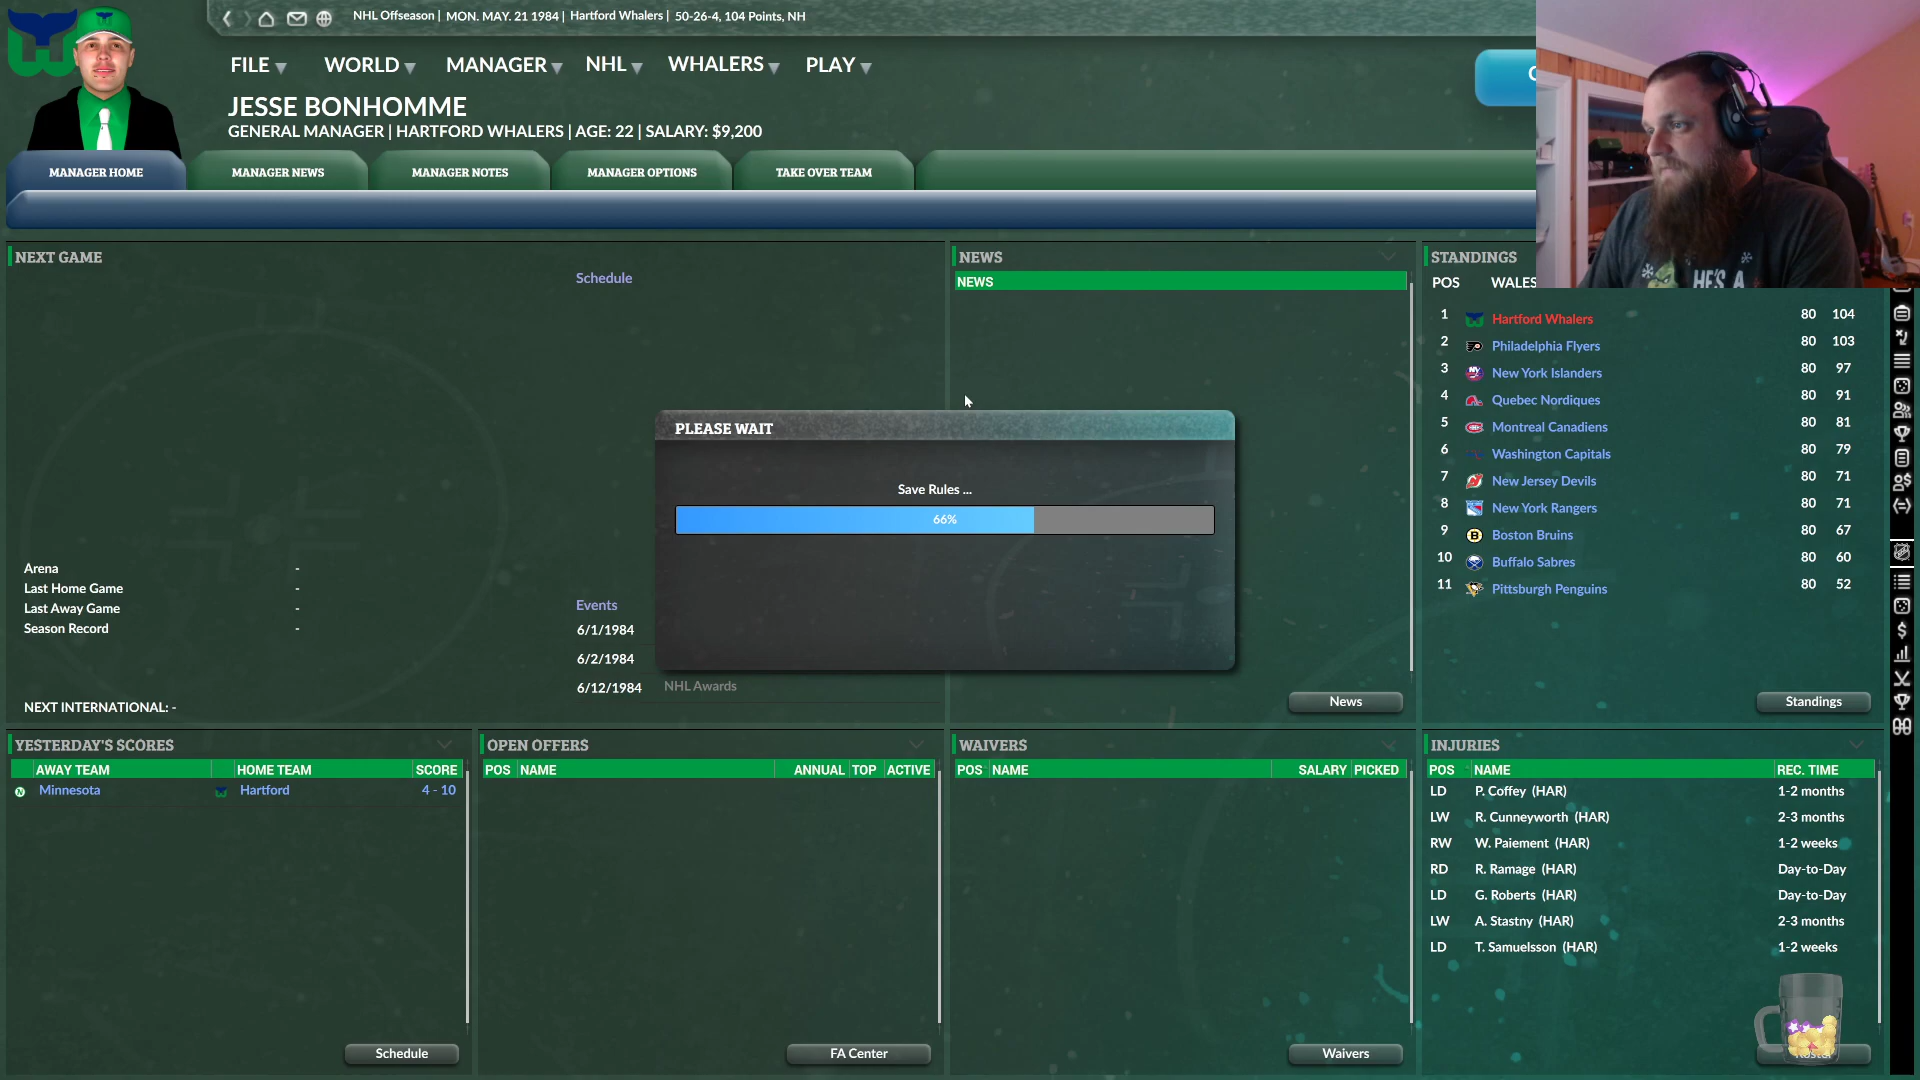 NHL Offseason | MON. MAY. 21 1984 | Hartford Whalers | 50-26-4, 104 Points, NH
FILE WORLD MANAGER NHL WHALERS PLAY
JESSE BONHOMME
GENERAL MANAGER | HARTFORD WHALERS | AGE: 22 | SALARY: $9,200
MANAGER HOME MANAGER NEWS MANAGER NOTES MANAGER OPTIONS TAKE OVER TEAM
NEXT GAME
Schedule
Arena -
Last Home Game -
Last Away Game -
Season Record -
Events
6/1/1984
6/2/1984
6/12/1984 NHL Awards
NEXT INTERNATIONAL: -
NEWS
NEWS
News
PLEASE WAIT
Save Rules ...
66%
STANDINGS
POS WALES
1 Hartford Whalers 80 104
2 Philadelphia Flyers 80 103
3 New York Islanders 80 97
4 Quebec Nordiques 80 91
5 Montreal Canadiens 80 81
6 Washington Capitals 80 79
7 New Jersey Devils 80 71
8 New York Rangers 80 71
9 Boston Bruins 80 67
10 Buffalo Sabres 80 60
11 Pittsburgh Penguins 80 52
Standings
HE'S A
YESTERDAY'S SCORES
AWAY TEAM HOME TEAM SCORE
Minnesota Hartford 4 - 10
Schedule
OPEN OFFERS
POS NAME ANNUAL TOP ACTIVE
FA Center
WAIVERS
POS NAME SALARY PICKED
Waivers
INJURIES
POS NAME REC. TIME
LD P. Coffey (HAR) 1-2 months
LW R. Cunneyworth (HAR) 2-3 months
RW W. Paiement (HAR) 1-2 weeks
RD R. Ramage (HAR) Day-to-Day
LD G. Roberts (HAR) Day-to-Day
LW A. Stastny (HAR) 2-3 months
LD T. Samuelsson (HAR) 1-2 weeks